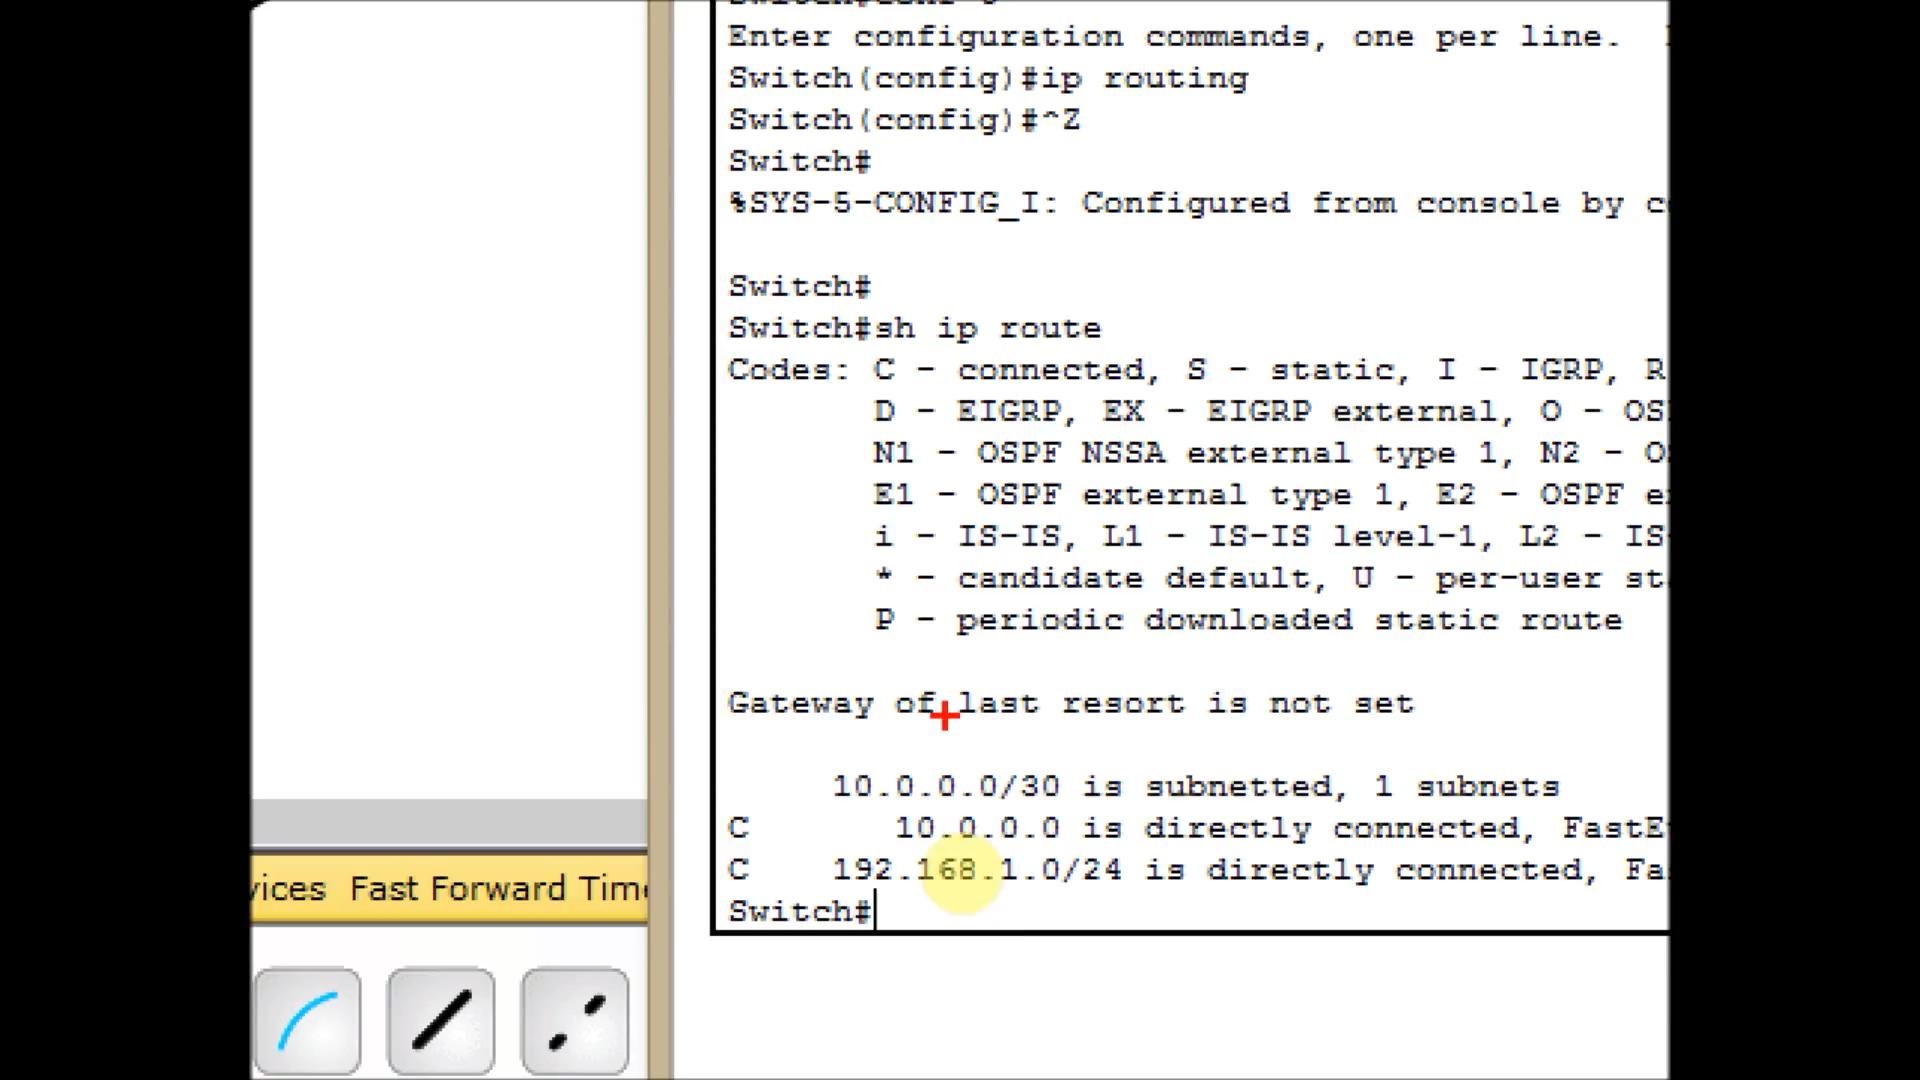 Enter configuration commands, one per line.
Switch(config)#ip routing
Switch(config)#^Z
Switch#
%SYS-5-CONFIG_I: Configured from console by
Switch#
Switch#sh ip route
Codes: C - connected, S - static, I - IGRP, R
D - EIGRP, EX - EIGRP external, O -
N1 - OSPF NSSA external type 1, N2 -
E1 - OSPF external type 1, E2 - OSPF
i - IS-IS, L1 - IS-IS level-1, L2 -
* - candidate default, U - per-user
P - periodic downloaded static route
Gateway of last resort is not set
10.0.0.0/30 is subnetted, 1 subnets
C 10.0.0.0 is directly connected,
C 192.168.1.0/24 is directly connected,
Switch#
Fast Forward